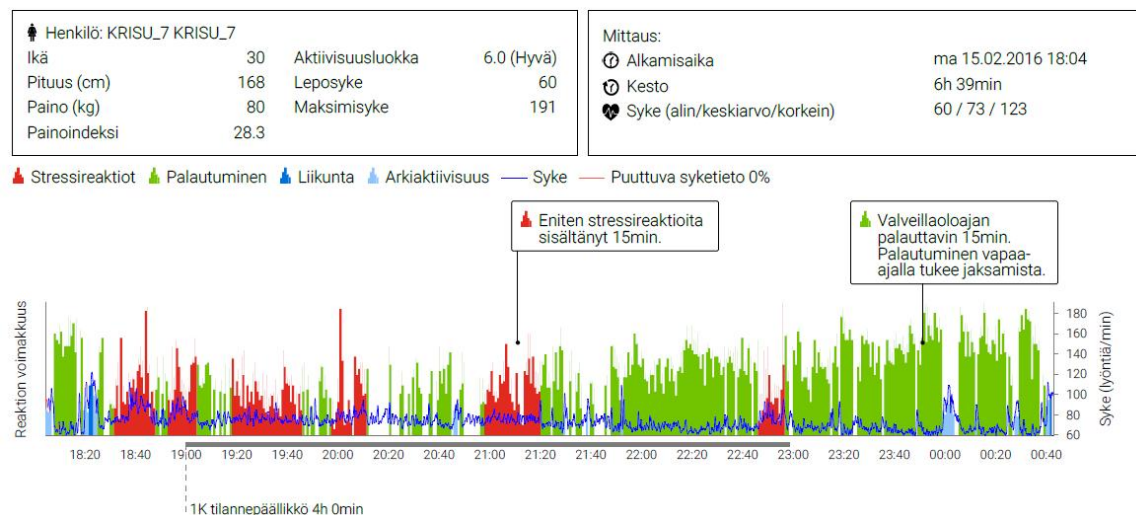 Henkilö: KRISU_7 KRISU_7
Ikä 30 Aktiivisuusluokka 6.0 (Hyvä)
Pituus (cm) 168 Leposyke 60
Paino (kg) 80 Maksimisyke 191
Painoindeksi 28.3
Mittaus:
Alkamisaika ma 15.02.2016 18:04
Kesto 6h 39min
Syke (alin/keskiarvo/korkein) 60 / 73 / 123
Stressireaktiot Palautuminen Liikunta Arkiaktiivisuus Syke Puuttuva syketieto 0%
Eniten stressireaktioita
sisältänyt 15min.
Valveillaoloajan
palauttavin 15min.
Palautuminen vapaa-
ajalla tukee jaksamista.
Reaktion voimakkuus
180
160
140
120
100
80
60
Syke (lyöntiä/min)
18:20 18:40 19:00 19:20 19:40 20:00 20:20 20:40 21:00 21:20 21:40 22:00 22:20 22:40 23:00 23:20 23:40 00:00 00:20 00:40
1K tilannepäällikkö 4h 0min